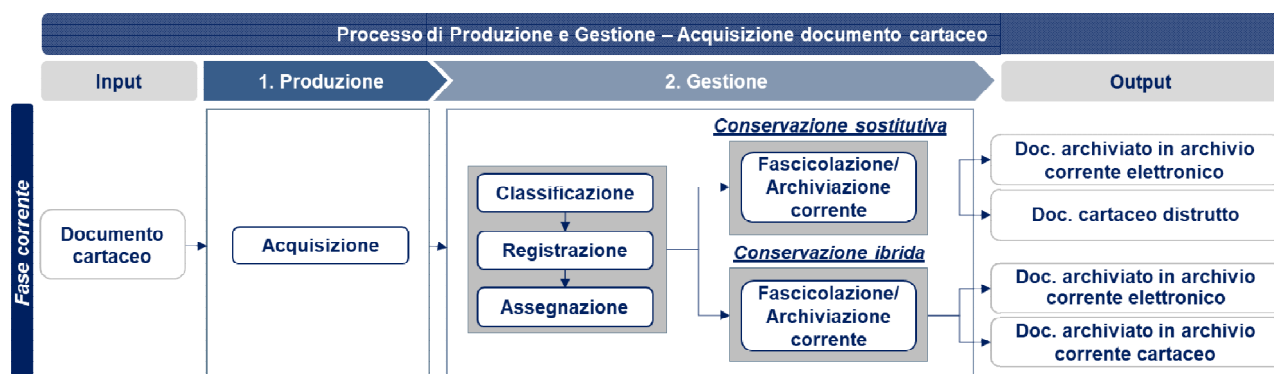 Processo di Produzione e Gestione – Acquisizione documento cartaceo
Input
1. Produzione
2. Gestione
Output
Fase corrente
Documento
cartaceo
Acquisizione
Classificazione
Registrazione
Assegnazione
Conservazione sostitutiva
Fascicolazione/
Archiviazione
corrente
Conservazione ibrida
Fascicolazione/
Archiviazione
corrente
Doc. archiviato in archivio
corrente elettronico
Doc. cartaceo distrutto
Doc. archiviato in archivio
corrente elettronico
Doc. archiviato in archivio
corrente cartaceo